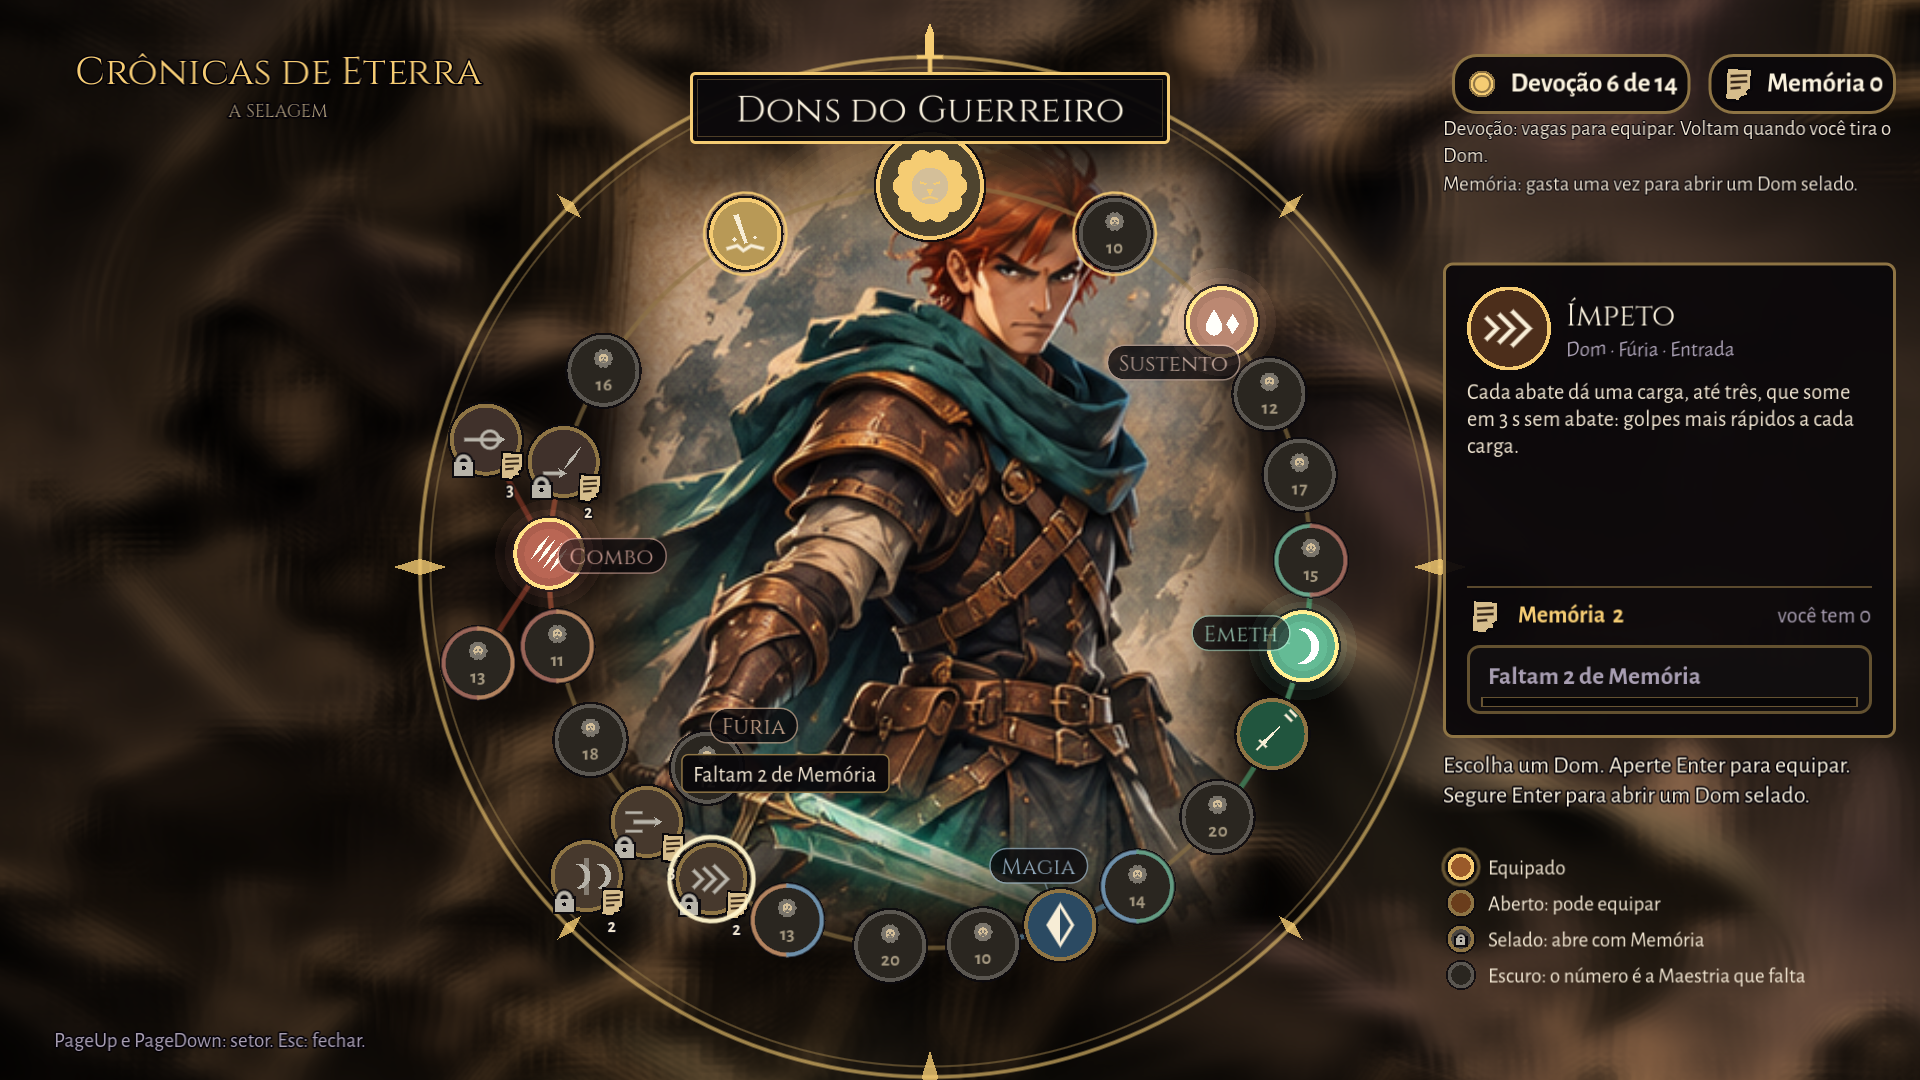 Crônicas de Eterra
A Selagem
Dons do Guerreiro
Devoção 6 de 14
Memória 0
Devoção: vagas para equipar. Voltam quando você tira o
Dom.
Memória: gasta uma vez para abrir um Dom selado.
10
16
Sustento
12
3
2
17
Combo
15
13
11
Emeth
Fúria
18
Faltam 2 de Memória
20
Magia
14
2
2
13
20
10
Ímpeto
Dom · Fúria · Entrada
Cada abate dá uma carga, até três, que some
em 3 s sem abate: golpes mais rápidos a cada
carga.
Memória 2
você tem 0
Faltam 2 de Memória
Escolha um Dom. Aperte Enter para equipar.
Segure Enter para abrir um Dom selado.
Equipado
Aberto: pode equipar
Selado: abre com Memória
Escuro: o número é a Maestria que falta
PageUp e PageDown: setor. Esc: fechar.